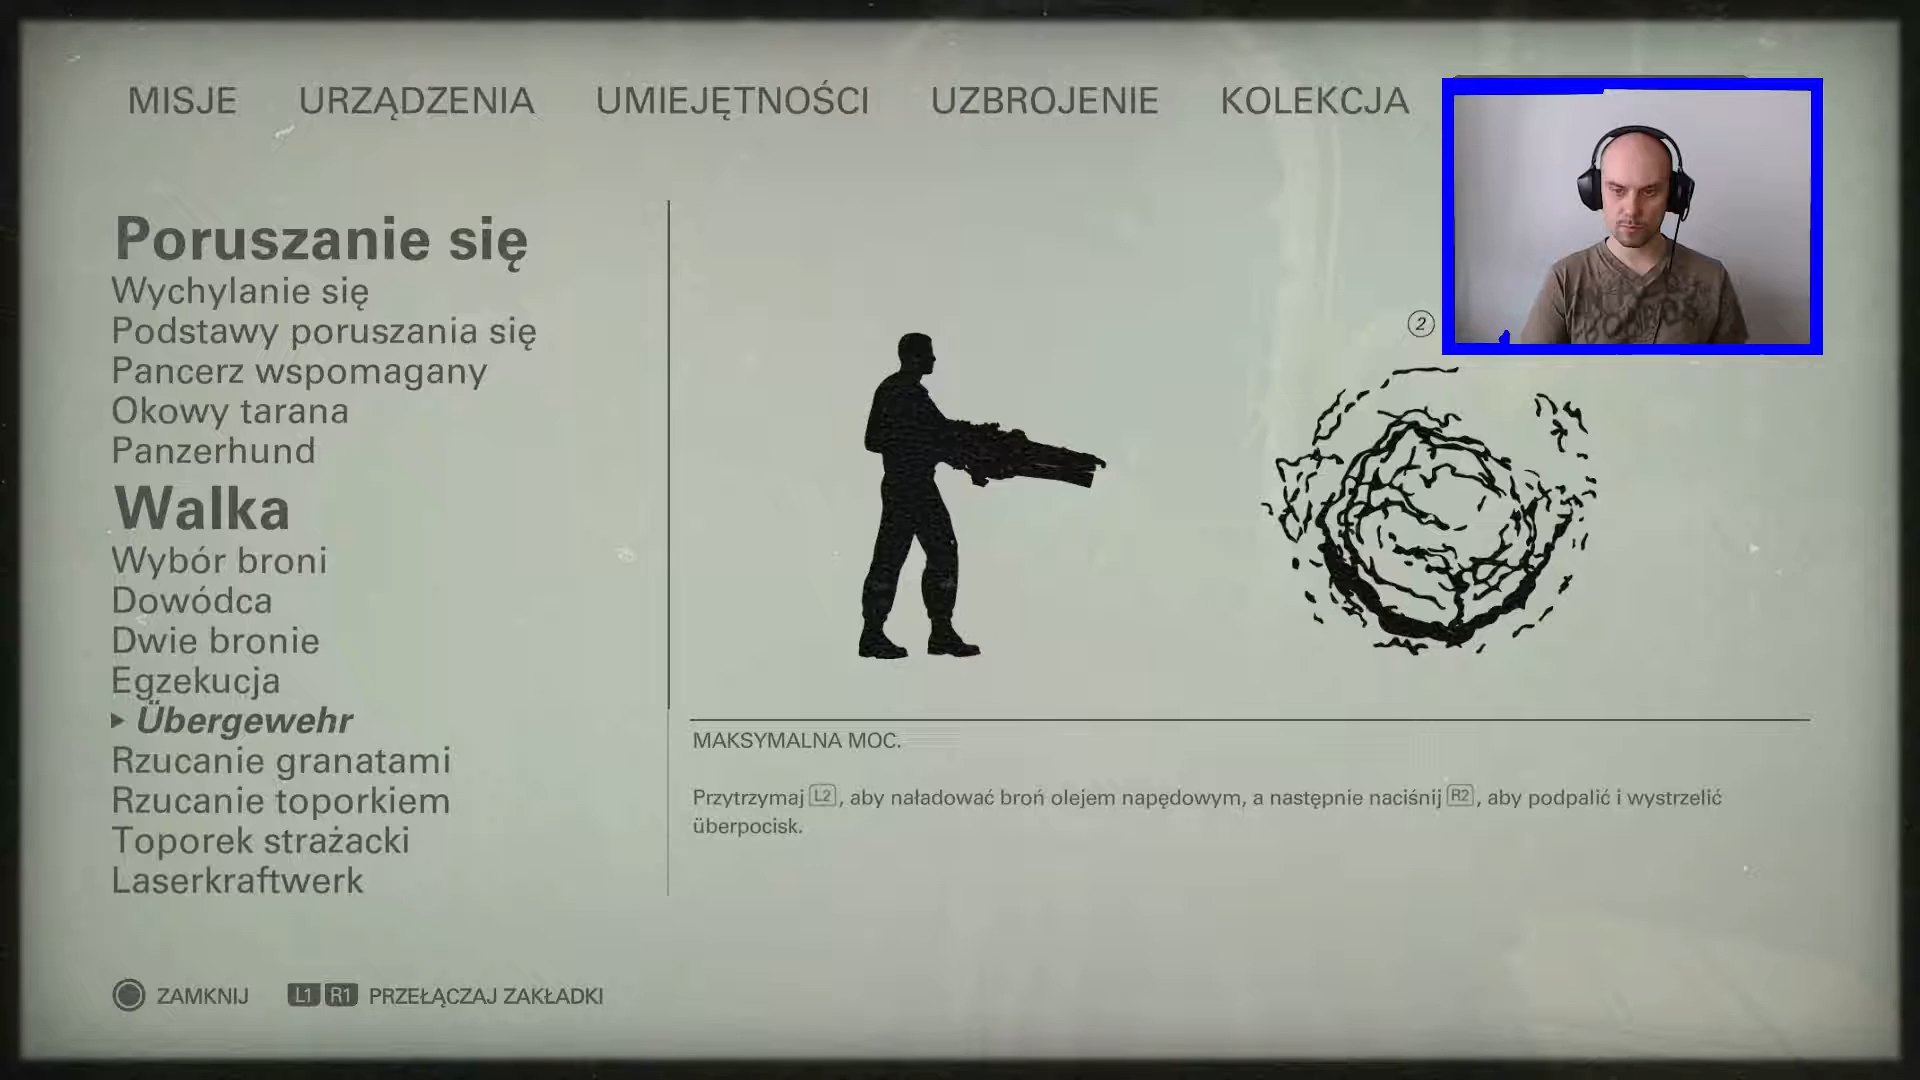 MISJE URZĄDZENIA UMIEJĘTNOŚCI UZBROJENIE KOLEKCJA
Poruszanie się
Wychylanie się
Podstawy poruszania się
Pancerz wspomagany
Okowy tarana
Panzerhund
Walka
Wybór broni
Dowódca
Dwie bronie
Egzekucja
Übergewehr
Rzucanie granatami
Rzucanie toporkiem
Toporek strażacki
Laserkraftwerk
2
MAKSYMALNA MOC.
Przytrzymaj L2, aby naładować broń olejem napędowym, a następnie naciśnij R2, aby podpalić i wystrzelić
überpocisk.
ZAMKNIJ L1 R1 PRZEŁĄCZAJ ZAKŁADKI